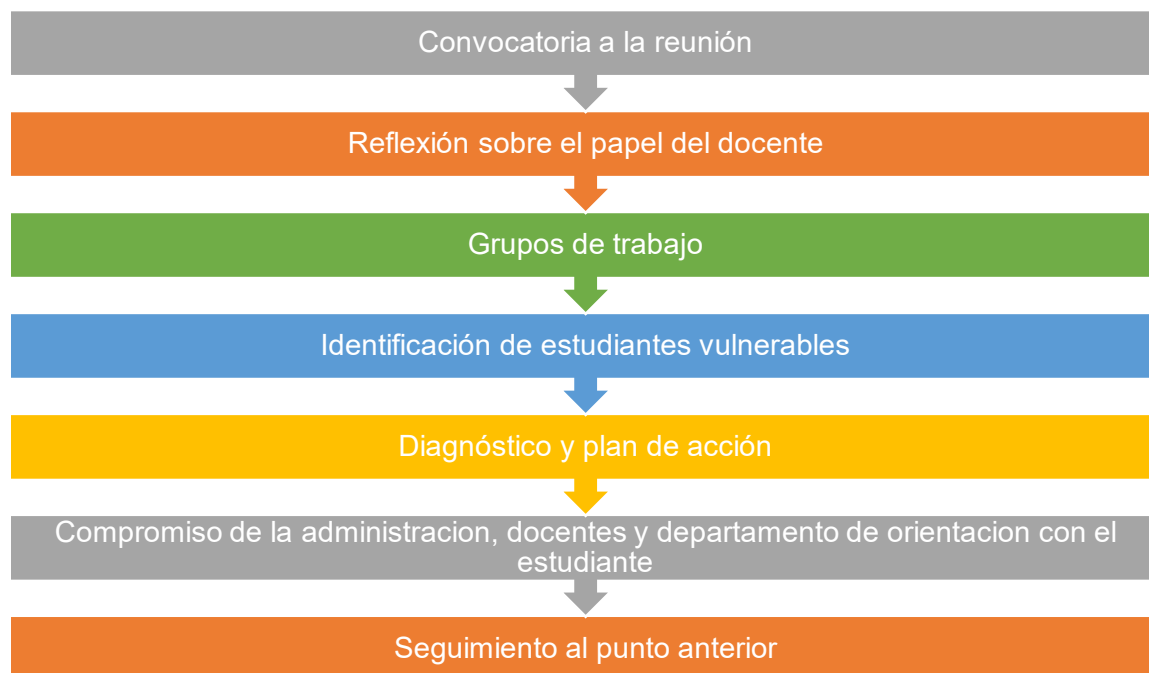 Convocatoria a la reunión
Reflexión sobre el papel del docente
Grupos de trabajo
Identificación de estudiantes vulnerables
Diagnóstico y plan de acción
Compromiso de la administracion, docentes y departamento de orientacion con el
estudiante
Seguimiento al punto anterior